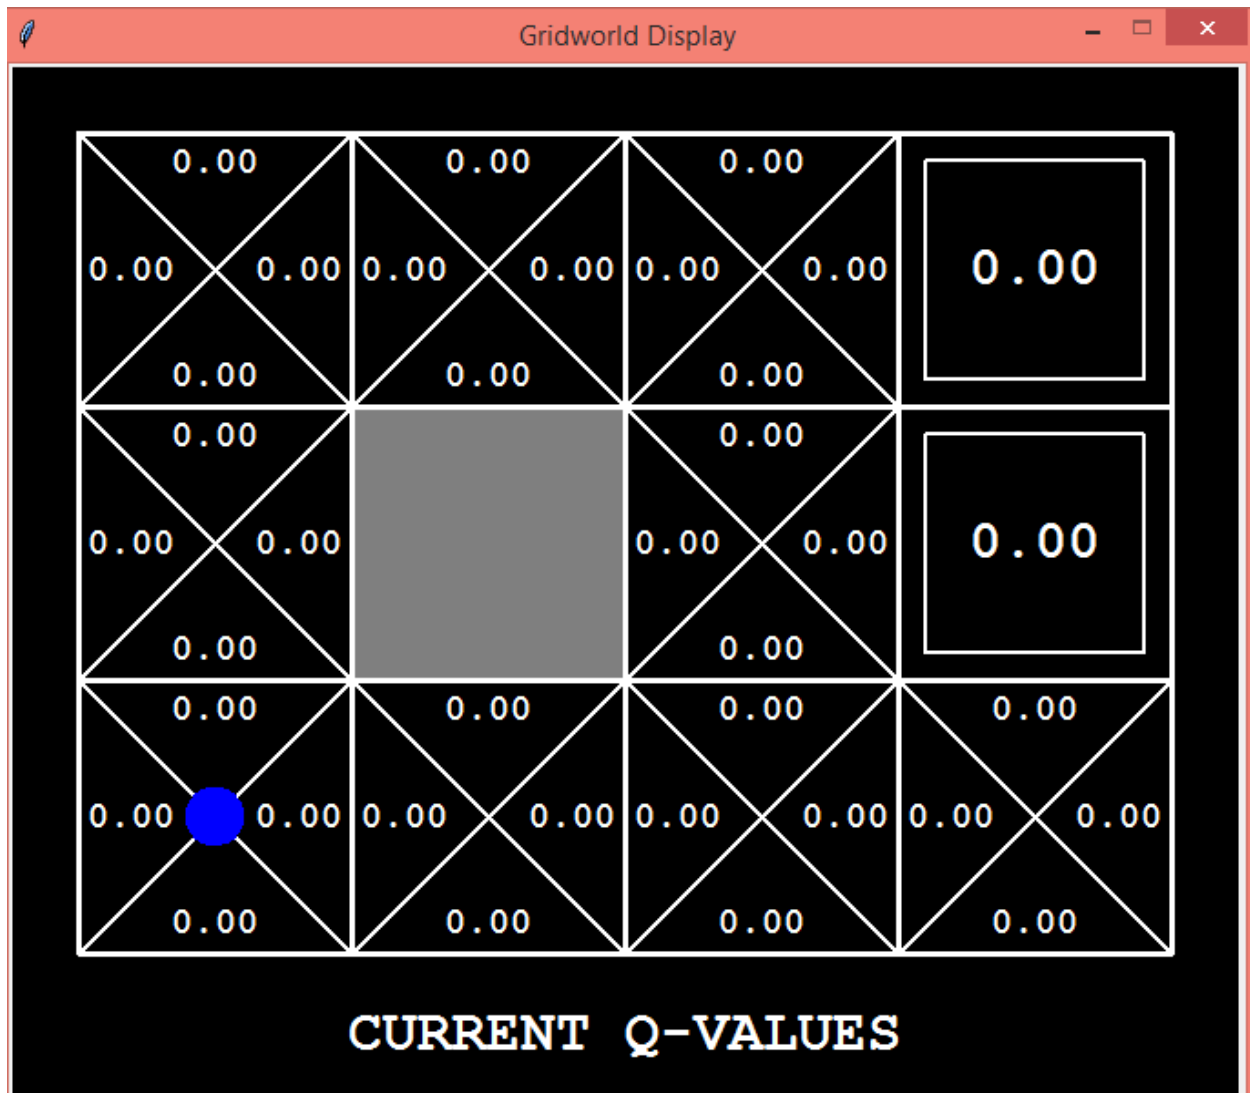 Gridworld Display
0.00 0.00 0.00
0.00 0.00 0.00 0.00 0.00 0.00 0.00
0.00 0.00 0.00
0.00 0.00
0.00 0.00 0.00 0.00 0.00
0.00 0.00
0.00 0.00 0.00 0.00
0.00 0.00 0.00 0.00 0.00 0.00 0.00 0.00
0.00 0.00 0.00 0.00
CURRENT Q-VALUES